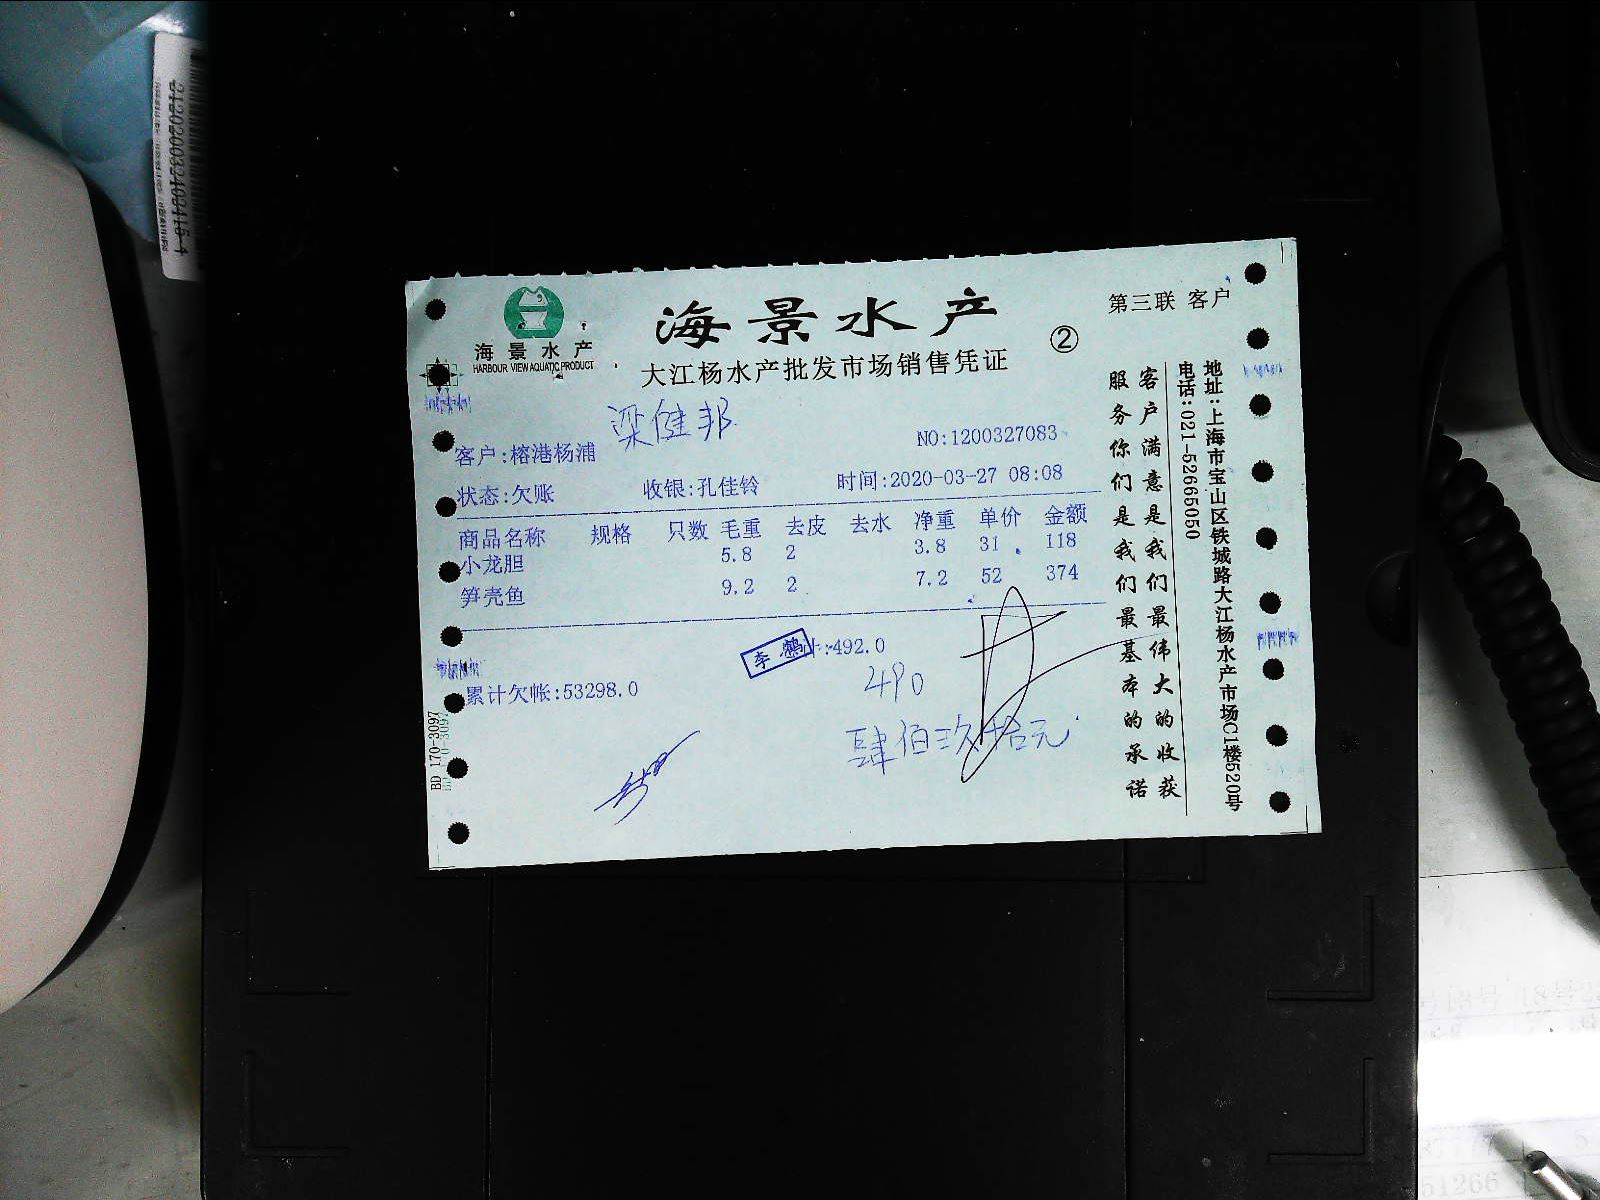 海景水产
HARBOUR VIEW AQUATIC PRODUCT
海景水产
大江杨水产批发市场销售凭证
②
第三联 客户
梁健邦
客户:榕港杨浦
NO:1200327083
状态:欠账 收银:孔佳铃 时间:2020-03-27 08:08
商品名称 规格 只数 毛重 去皮 去水 净重 单价 金额
小龙胆 5.8 2 3.8 31 118
笋壳鱼 9.2 2 7.2 52 374
李鹅 :492.0
累计欠帐:53298.0
490
肆佰玖拾元
客户满意是我们最伟大的收获
服务你们是我们最基本的承诺
地址:上海市宝山区铁城路大江杨水产市场C1楼520号
电话:021-52665050
BD 170-3097
51266